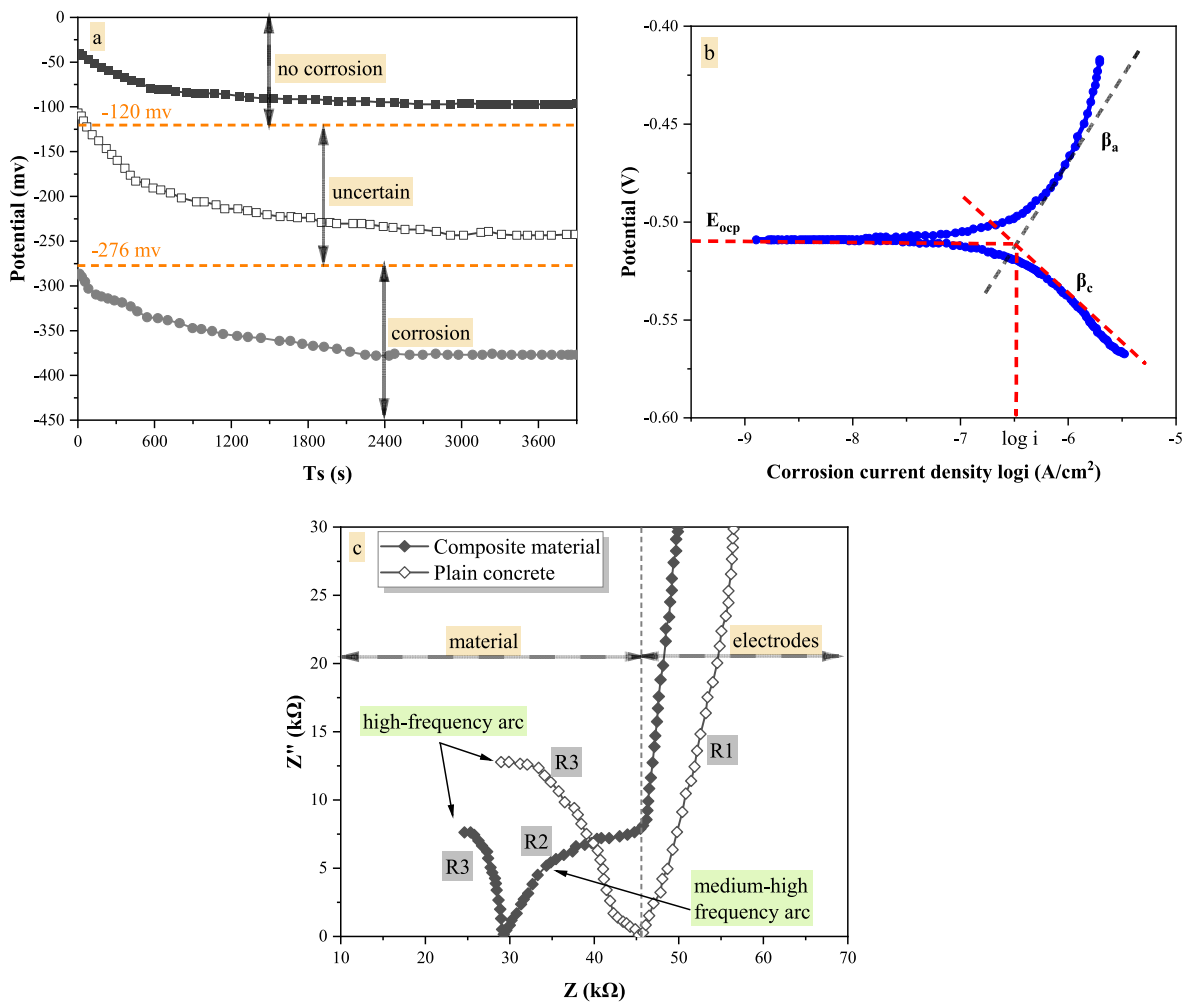 a
0
-50
-100
-150
-200
-250
-300
-350
-400
-450
Potential (mv)
no corrosion
-120 mv
uncertain
-276 mv
corrosion
0
600
1200
1800
2400
3000
3600
Ts (s)
b
-0.40
-0.45
-0.50
-0.55
-0.60
Potential (V)
βa
Eocp
βc
-9
-8
-7
log i
-6
-5
Corrosion current density logi (A/cm²)
c
Composite material
Plain concrete
30
25
20
15
10
5
0
Z" (kΩ)
material
electrodes
high-frequency arc
R3
R1
R2
R3
medium-high
frequency arc
10
20
30
40
50
60
70
Z (kΩ)